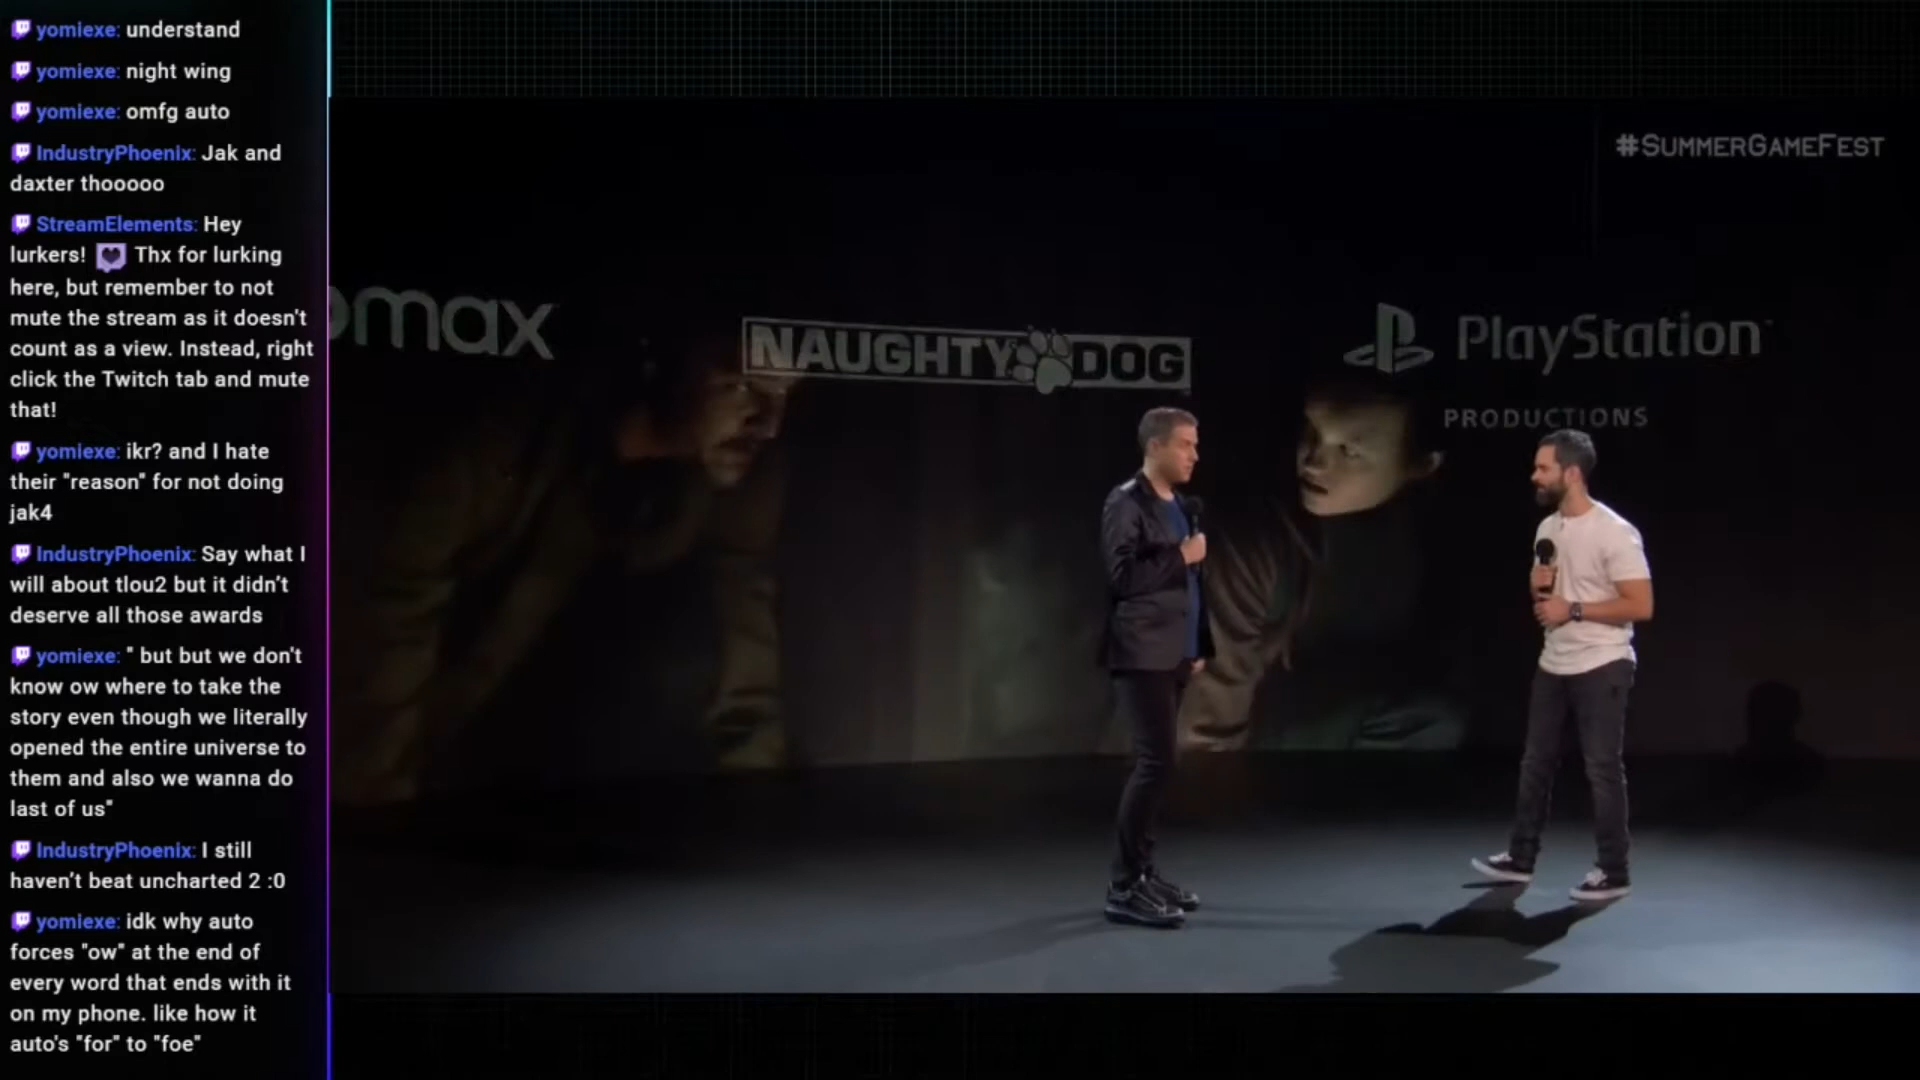 yomiexe: understand
yomiexe: night wing
yomiexe: omfg auto
IndustryPhoenix: Jak and
daxter thooooo
StreamElements: Hey
lurkers! Thx for lurking
here, but remember to not
mute the stream as it doesn't
count as a view. Instead, right
click the Twitch tab and mute
that!
yomiexe: ikr? and I hate
their "reason" for not doing
jak4
IndustryPhoenix: Say what I
will about tlou2 but it didn't
deserve all those awards
yomiexe: " but but we don't
know ow where to take the
story even though we literally
opened the entire universe to
them and also we wanna do
last of us"
IndustryPhoenix: I still
haven't beat uncharted 2 :0
yomiexe: idk why auto
forces "ow" at the end of
every word that ends with it
on my phone. like how it
auto's "for" to "foe"
#SUMMERGAMEFEST
omax
NAUGHTY DOG
PlayStation
PRODUCTIONS